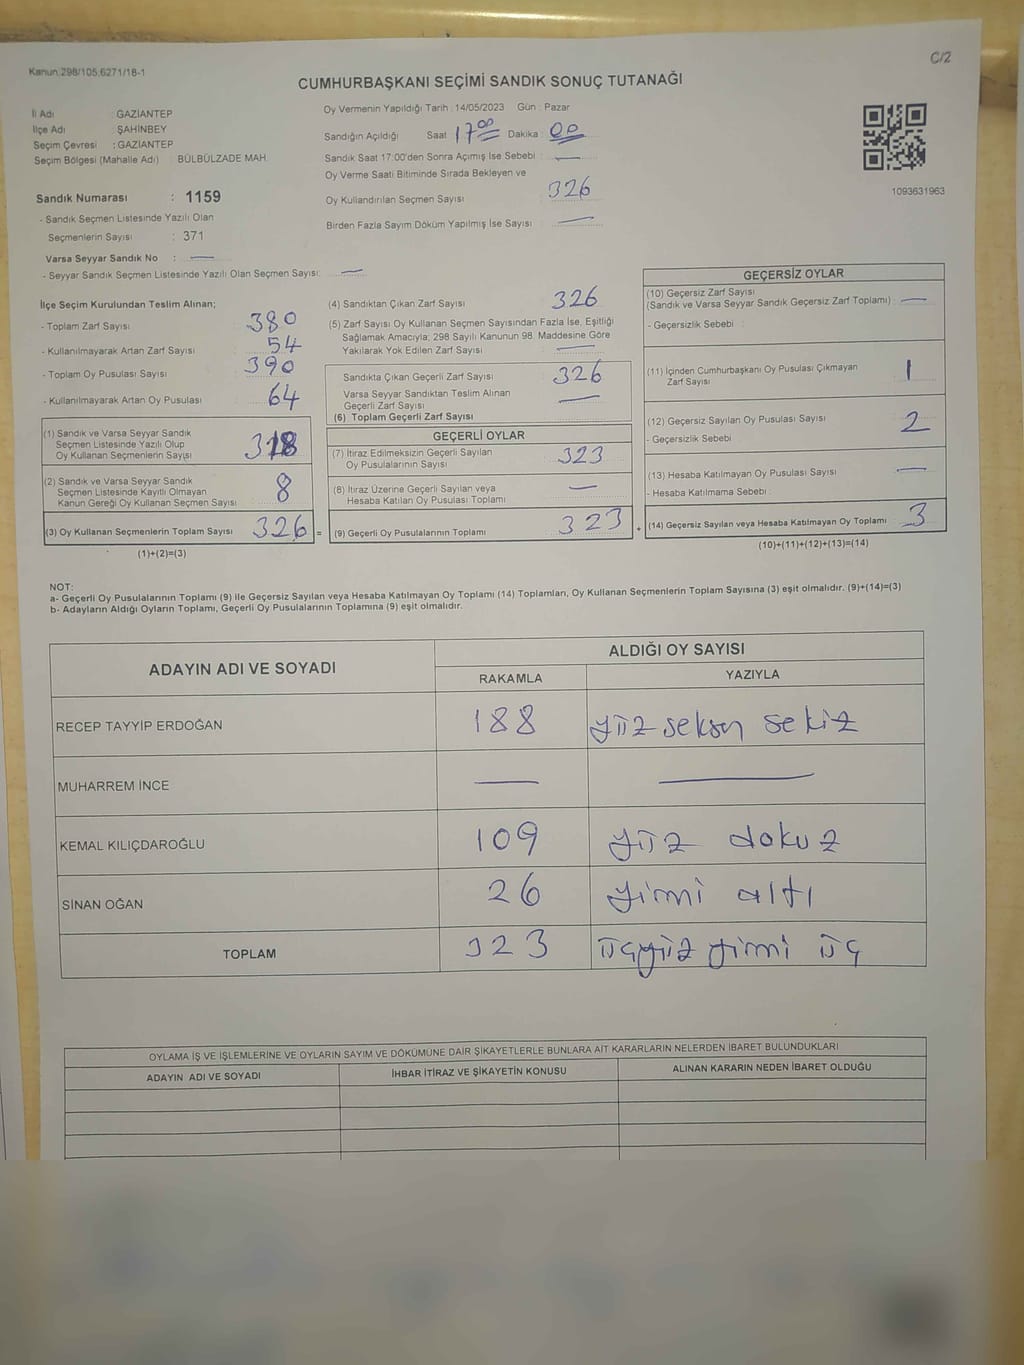 Kanun:298/105;6271/18-1
C/2
CUMHURBAŞKANI SEÇİMİ SANDIK SONUÇ TUTANAĞI
İl Adı : GAZİANTEP
İlçe Adı : ŞAHİNBEY
Seçim Çevresi : GAZİANTEP
Seçim Bölgesi (Mahalle Adı) : BÜLBÜLZADE MAH.
Sandık Numarası : 1159
- Sandık Seçmen Listesinde Yazılı Olan
Seçmenlerin Sayısı : 371
Varsa Seyyar Sandık No : —
- Seyyar Sandık Seçmen Listesinde Yazılı Olan Seçmen Sayısı: —
Oy Vermenin Yapıldığı Tarih : 14/05/2023 Gün : Pazar
Sandığın Açıldığı Saat 17:00 Dakika : 00
Sandık Saat 17:00'den Sonra Açımış İse Sebebi : —
Oy Verme Saati Bitiminde Sırada Bekleyen ve
Oy Kullandırılan Seçmen Sayısı : 326
Birden Fazla Sayım Döküm Yapılmış İse Sayısı : —
1093631963
İlçe Seçim Kurulundan Teslim Alınan;
- Toplam Zarf Sayısı : 380
- Kullanılmayarak Artan Zarf Sayısı : 54
- Toplam Oy Pusulası Sayısı : 390
- Kullanılmayarak Artan Oy Pusulası : 64
(1) Sandık ve Varsa Seyyar Sandık
Seçmen Listesinde Yazılı Olup
Oy Kullanan Seçmenlerin Sayısı : 318
(2) Sandık ve Varsa Seyyar Sandık
Seçmen Listesinde Kayıtlı Olmayan
Kanun Gereği Oy Kullanan Seçmen Sayısı : 8
(3) Oy Kullanan Seçmenlerin Toplam Sayısı : 326 =
(1)+(2)=(3)
(4) Sandıktan Çıkan Zarf Sayısı : 326
(5) Zarf Sayısı Oy Kullanan Seçmen Sayısından Fazla İse, Eşitliği
Sağlamak Amacıyla; 298 Sayılı Kanunun 98. Maddesine Göre
Yakılarak Yok Edilen Zarf Sayısı : —
Sandıkta Çıkan Geçerli Zarf Sayısı : 326
Varsa Seyyar Sandıktan Teslim Alınan
Geçerli Zarf Sayısı : —
(6) Toplam Geçerli Zarf Sayısı
GEÇERLİ OYLAR
(7) İtiraz Edilmeksizin Geçerli Sayılan
Oy Pusulalarının Sayısı : 323
(8) İtiraz Üzerine Geçerli Sayılan veya
Hesaba Katılan Oy Pusulası Toplamı : —
(9) Geçerli Oy Pusulalarının Toplamı : 323 +
GEÇERSİZ OYLAR
(10) Geçersiz Zarf Sayısı
(Sandık ve Varsa Seyyar Sandık Geçersiz Zarf Toplamı) : —
- Geçersizlik Sebebi :
(11) İçinden Cumhurbaşkanı Oy Pusulası Çıkmayan
Zarf Sayısı : 1
(12) Geçersiz Sayılan Oy Pusulası Sayısı : 2
- Geçersizlik Sebebi :
(13) Hesaba Katılmayan Oy Pusulası Sayısı : —
- Hesaba Katılmama Sebebi :
(14) Geçersiz Sayılan veya Hesaba Katılmayan Oy Toplamı : 3
(10)+(11)+(12)+(13)=(14)
NOT:
a- Geçerli Oy Pusulalarının Toplamı (9) ile Geçersiz Sayılan veya Hesaba Katılmayan Oy Toplamı (14) Toplamları, Oy Kullanan Seçmenlerin Toplam Sayısına (3) eşit olmalıdır. (9)+(14)=(3)
b- Adayların Aldığı Oyların Toplamı, Geçerli Oy Pusulalarının Toplamına (9) eşit olmalıdır.
ADAYIN ADI VE SOYADI
ALDIĞI OY SAYISI
RAKAMLA YAZIYLA
RECEP TAYYİP ERDOĞAN 188 yüz seksen sekiz
MUHARREM İNCE — —
KEMAL KILIÇDAROĞLU 109 yüz dokuz
SİNAN OĞAN 26 yirmi altı
TOPLAM 323 üçyüz yirmi üç
OYLAMA İŞ VE İŞLEMLERİNE VE OYLARIN SAYIM VE DÖKÜMÜNE DAİR ŞİKAYETLERLE BUNLARA AİT KARARLARIN NELERDEN İBARET BULUNDUKLARI
ADAYIN ADI VE SOYADI İHBAR İTİRAZ VE ŞİKAYETİN KONUSU ALINAN KARARIN NEDEN İBARET OLDUĞU